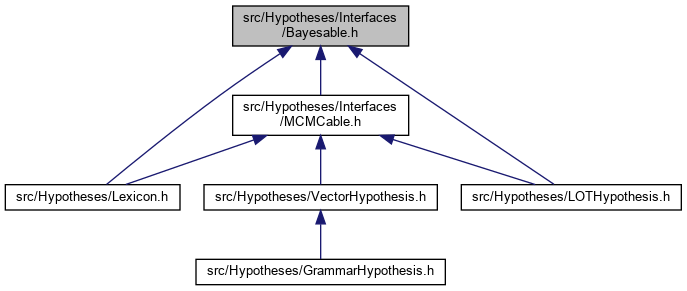 src/Hypotheses/Interfaces
/Bayesable.h
src/Hypotheses/Interfaces
/MCMCable.h
src/Hypotheses/Lexicon.h
src/Hypotheses/VectorHypothesis.h
src/Hypotheses/LOTHypothesis.h
src/Hypotheses/GrammarHypothesis.h